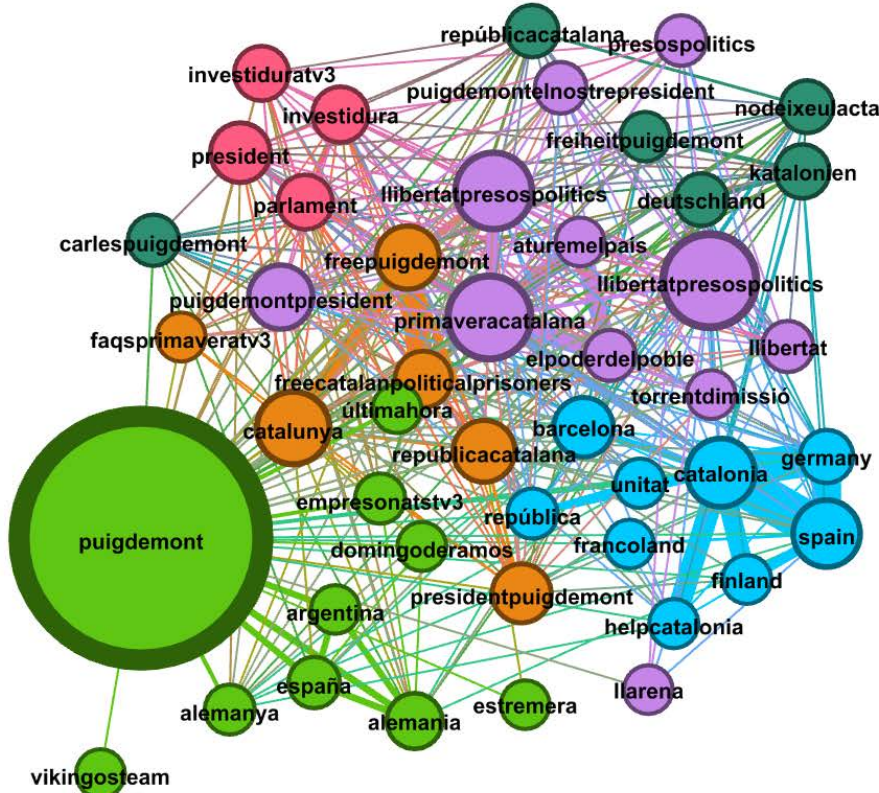 repúblicacatalana
presospolitics
investiduratv3
puigdemontelnostrepresident
nodeixeulacta
investidura
freiheitpuigdemont
president
katalonien
llibertatpresospolitics
deutschland
parlament
carlespuigdemont
aturemelpaís
freepuigdemont
llibertatpresospolitics
puigdemontpresident
primaveracatalana
faqsprimaveratv3
elpoderdelpoble
llibertat
freecatalanpoliticalprisoners
torrentdimissió
últimahora
catalunya
barcelona
republicacatalana
catalonia
germany
unitat
empresonatstv3
república
puigdemont
domingoderamos
francoland
spain
finland
argentina
presidentpuigdemont
helpcatalonia
españa
llarena
alemanya
alemania
estremera
vikingosteam